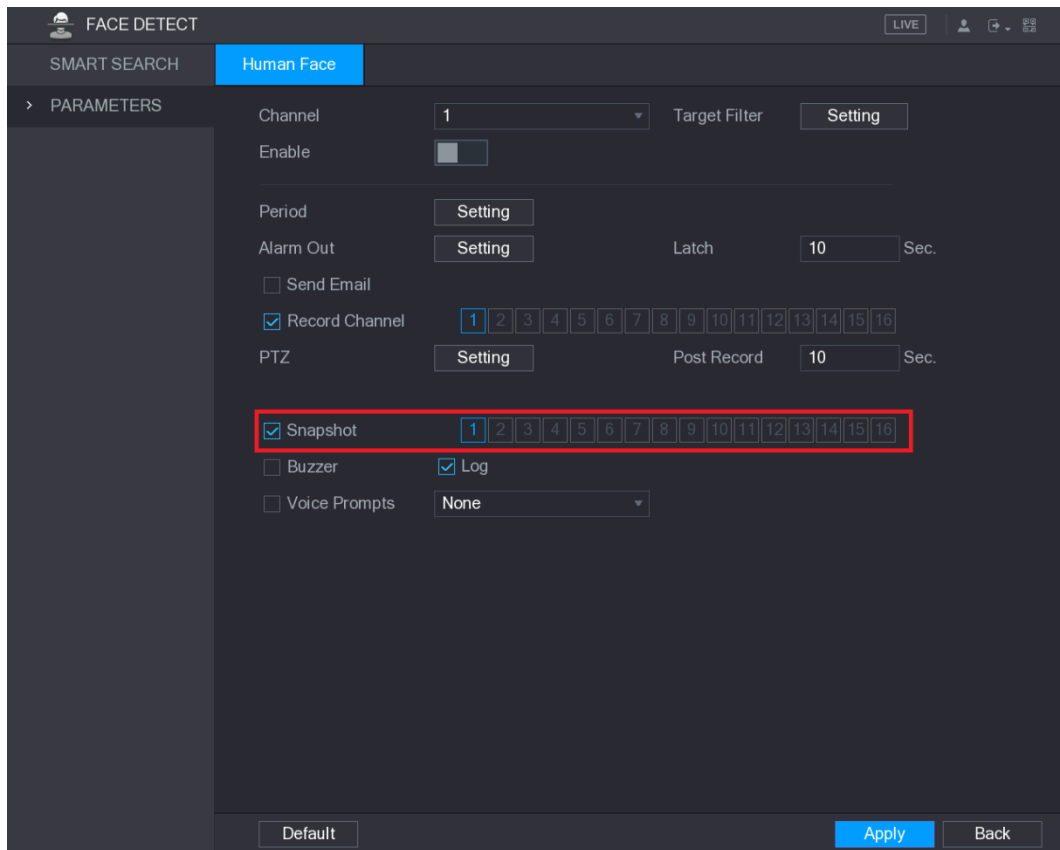 FACE DETECT LIVE
SMART SEARCH Human Face
PARAMETERS
Channel 1 Target Filter Setting
Enable
Period Setting
Alarm Out Setting Latch 10 Sec.
Send Email
Record Channel 1 2 3 4 5 6 7 8 9 10 11 12 13 14 15 16
PTZ Setting Post Record 10 Sec.
Snapshot 1 2 3 4 5 6 7 8 9 10 11 12 13 14 15 16
Buzzer Log
Voice Prompts None
Default Apply Back